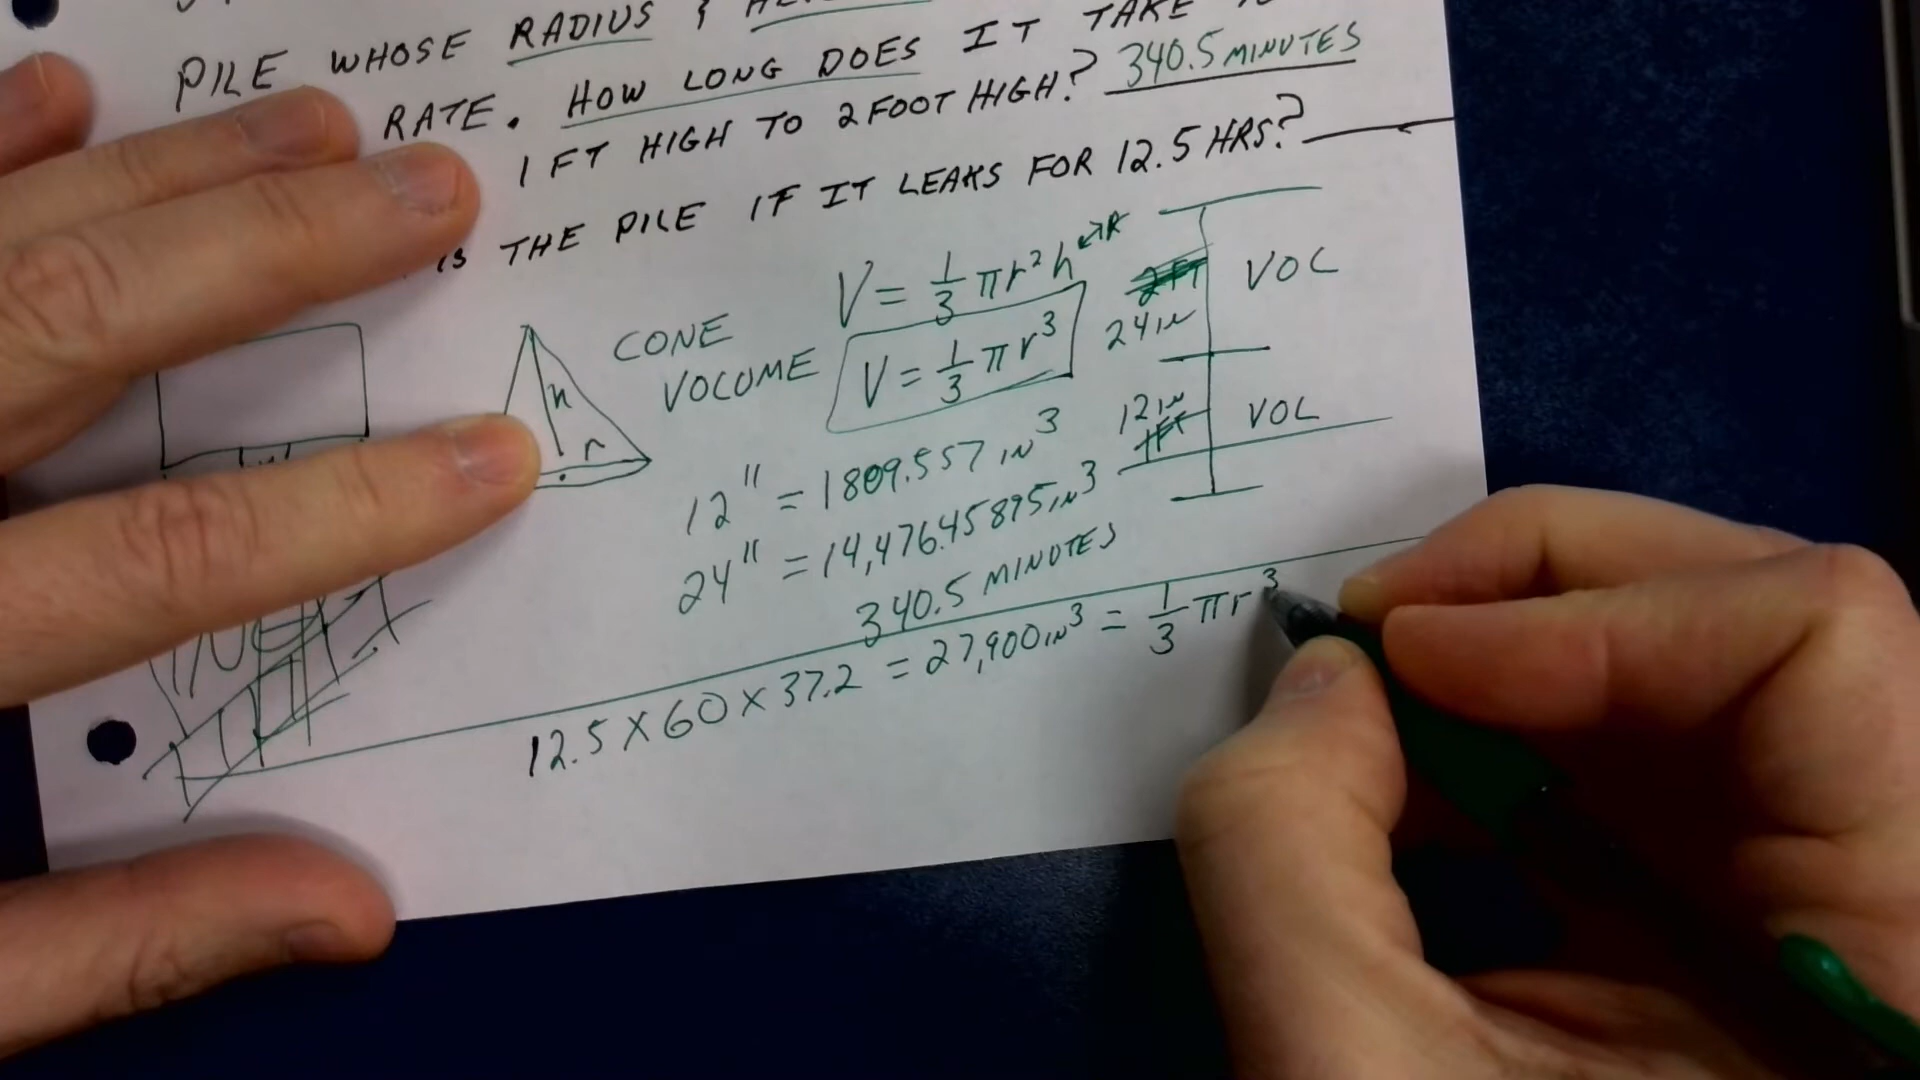 PILE WHOSE RADIUS &
RATE. HOW LONG DOES IT TAKE
1 FT HIGH TO 2 FOOT HIGH? 340.5 MINUTES
IS THE PILE IF IT LEAKS FOR 12.5 HRS?
V = 1/3 πr²h
CONE VOLUME
V = 1/3 πr³
h
r
24 IN
VOL
12 IN
VOL
12" = 1809.557 IN³
24" = 14,476.45895 IN³
340.5 MINUTES
12.5 X 60 X 37.2 = 27,900 IN³ = 1/3 πr³